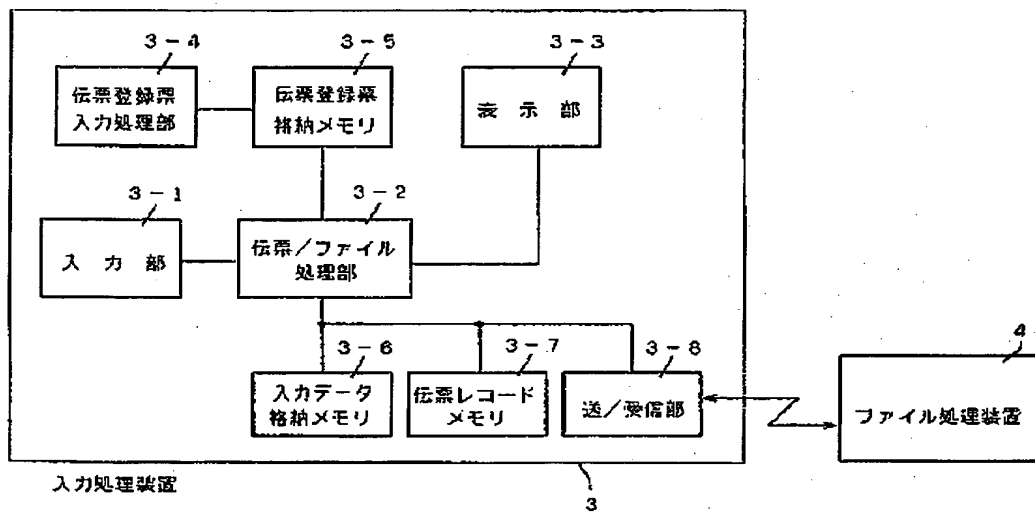 3-4
伝票登録票
入力処理部
3-5
伝票登録票
格納メモリ
3-3
表示部
3-1
入力部
3-2
伝票／ファイル
処理部
3-6
入力データ
格納メモリ
3-7
伝票レコード
メモリ
3-8
送／受信部
4
ファイル処理装置
入力処理装置
3